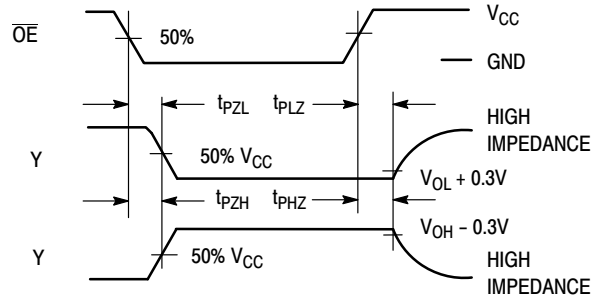 OE
50%
VCC
GND
tPZL
tPLZ
HIGH
IMPEDANCE
Y
50% VCC
VOL + 0.3V
tPZH
tPHZ
VOH − 0.3V
Y
50% VCC
HIGH
IMPEDANCE